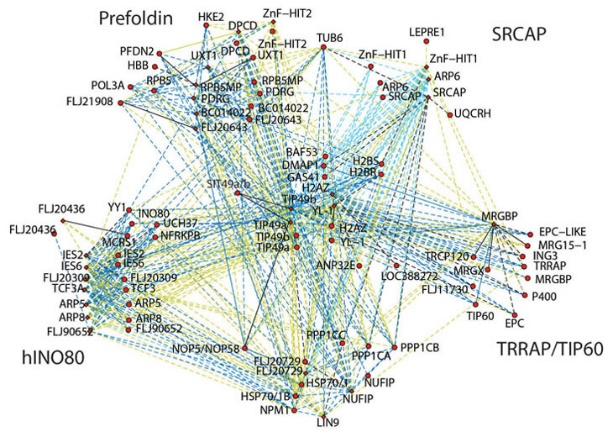 Prefoldin
HKE2
DPCD
ZnF-HIT2
ZnF-HIT2
DPCD
UXT1
UXT1
PFDN2
HBB
RPB5
POL3A
FLJ21908
RPB5MP
PDRG
BC014022
FLJ20643
RPB5MP
PDRG
BC014022
FLJ20643
TUB6
LEPRE1
SRCAP
ZnF-HIT1
ZnF-HIT1
ARP6
SRCAP
ARP6
SRCAP
UQCRH
BAF53
DMAP1
GAS41
H2AZ
H2BS
H2BR
TIP49b
YL-1
TIP49a
TIP49b
TIP49a
H2AZ
YL-1
ANP32E
LOC388272
MRGBP
EPC-LIKE
MRG15-1
ING3
TRRAP
MRGBP
P400
EPC
TRCP120
MRGX
FLJ11730
TIP60
TRRAP/TIP60
YY1
INO80
UCH37
NFRKPB
MCRS1
FLJ20436
FLJ20436
IES2
IES6
FLJ20309
TCF3A
ARP5
ARP8
FLJ90652
IES2
IES6
FLJ20309
TCF3
ARP5
ARP8
FLJ90652
hINO80
NOP5/NOP58
PPP1CC
PPP1CA
PPP1CB
FLJ20729
FLJ20729
HSP70/1
HSP70/1B
NUFIP
NUFIP
NPM1
LIN9